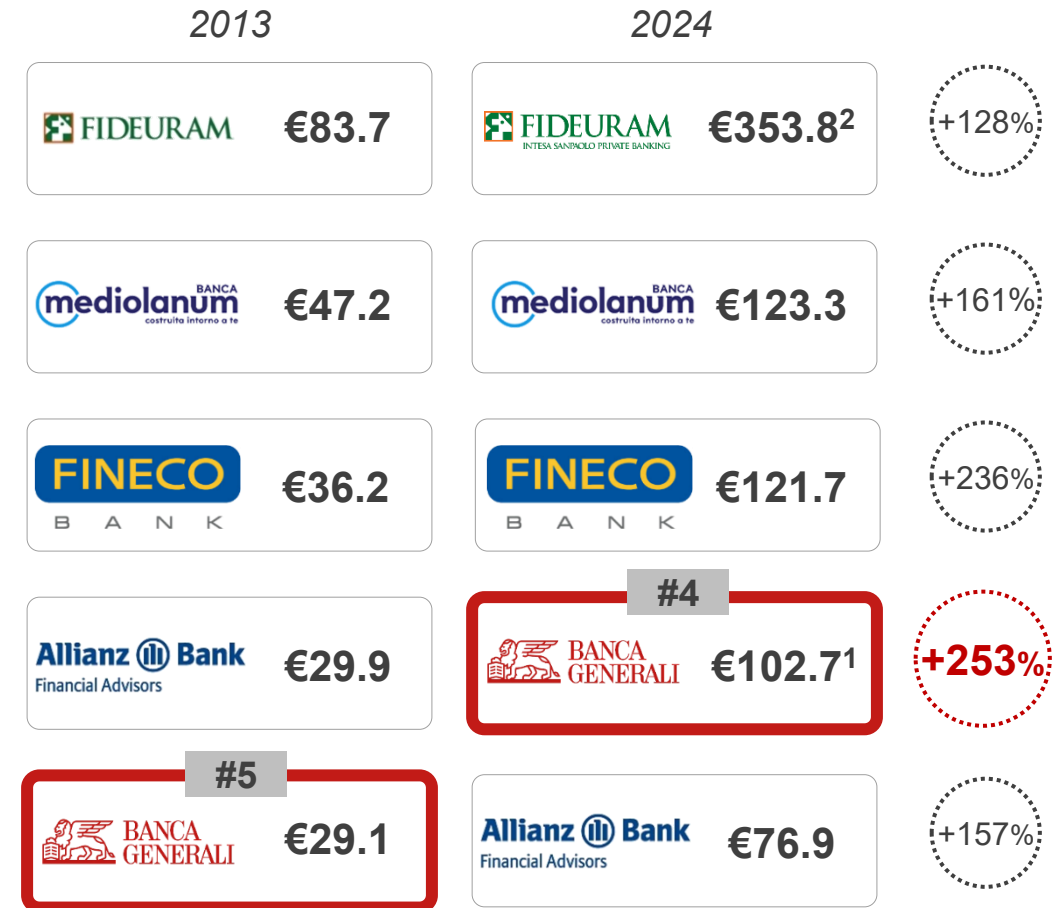 2013 2024
FIDEURAM €83.7 FIDEURAM €353.8² +128%
INTESA SANPAOLO PRIVATE BANKING
BANCA
mediolanum €47.2
costruita intorno a te
BANCA
mediolanum €123.3 +161%
costruita intorno a te
FINECO €36.2 FINECO €121.7 +236%
BANK BANK
#4
Allianz Bank €29.9
Financial Advisors
BANCA
GENERALI €102.7¹ +253%
#5
BANCA
GENERALI €29.1
Allianz Bank €76.9 +157%
Financial Advisors